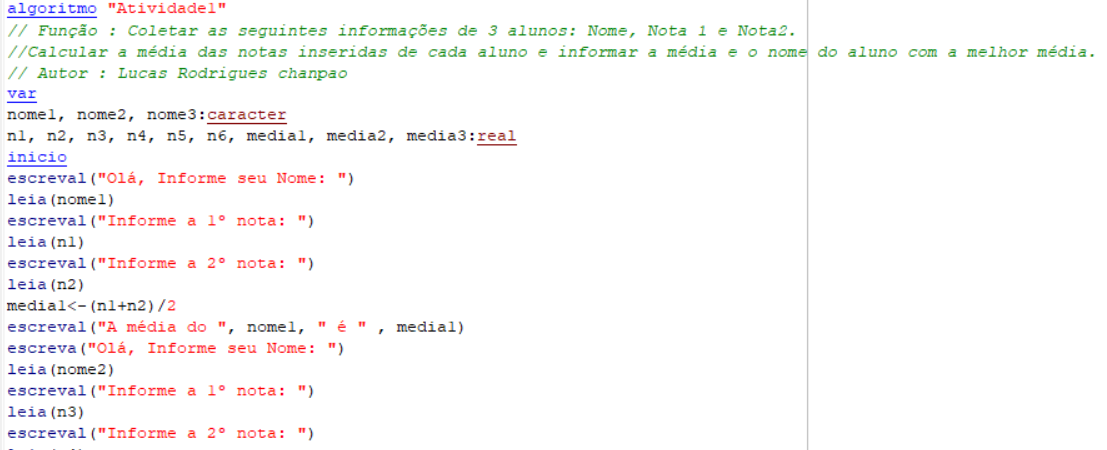 algoritmo "Atividade1"
// Função : Coletar as seguintes informações de 3 alunos: Nome, Nota 1 e Nota2.
//Calcular a média das notas inseridas de cada aluno e informar a média e o nome do aluno com a melhor média.
// Autor : Lucas Rodrigues chanpao
var
nome1, nome2, nome3:caracter
n1, n2, n3, n4, n5, n6, media1, media2, media3:real
inicio
escreval("Olá, Informe seu Nome: ")
leia(nome1)
escreval("Informe a 1º nota: ")
leia(n1)
escreval("Informe a 2º nota: ")
leia(n2)
media1<-(n1+n2)/2
escreval("A média do ", nome1, " é " , media1)
escreva("Olá, Informe seu Nome: ")
leia(nome2)
escreval("Informe a 1º nota: ")
leia(n3)
escreval("Informe a 2º nota: ")